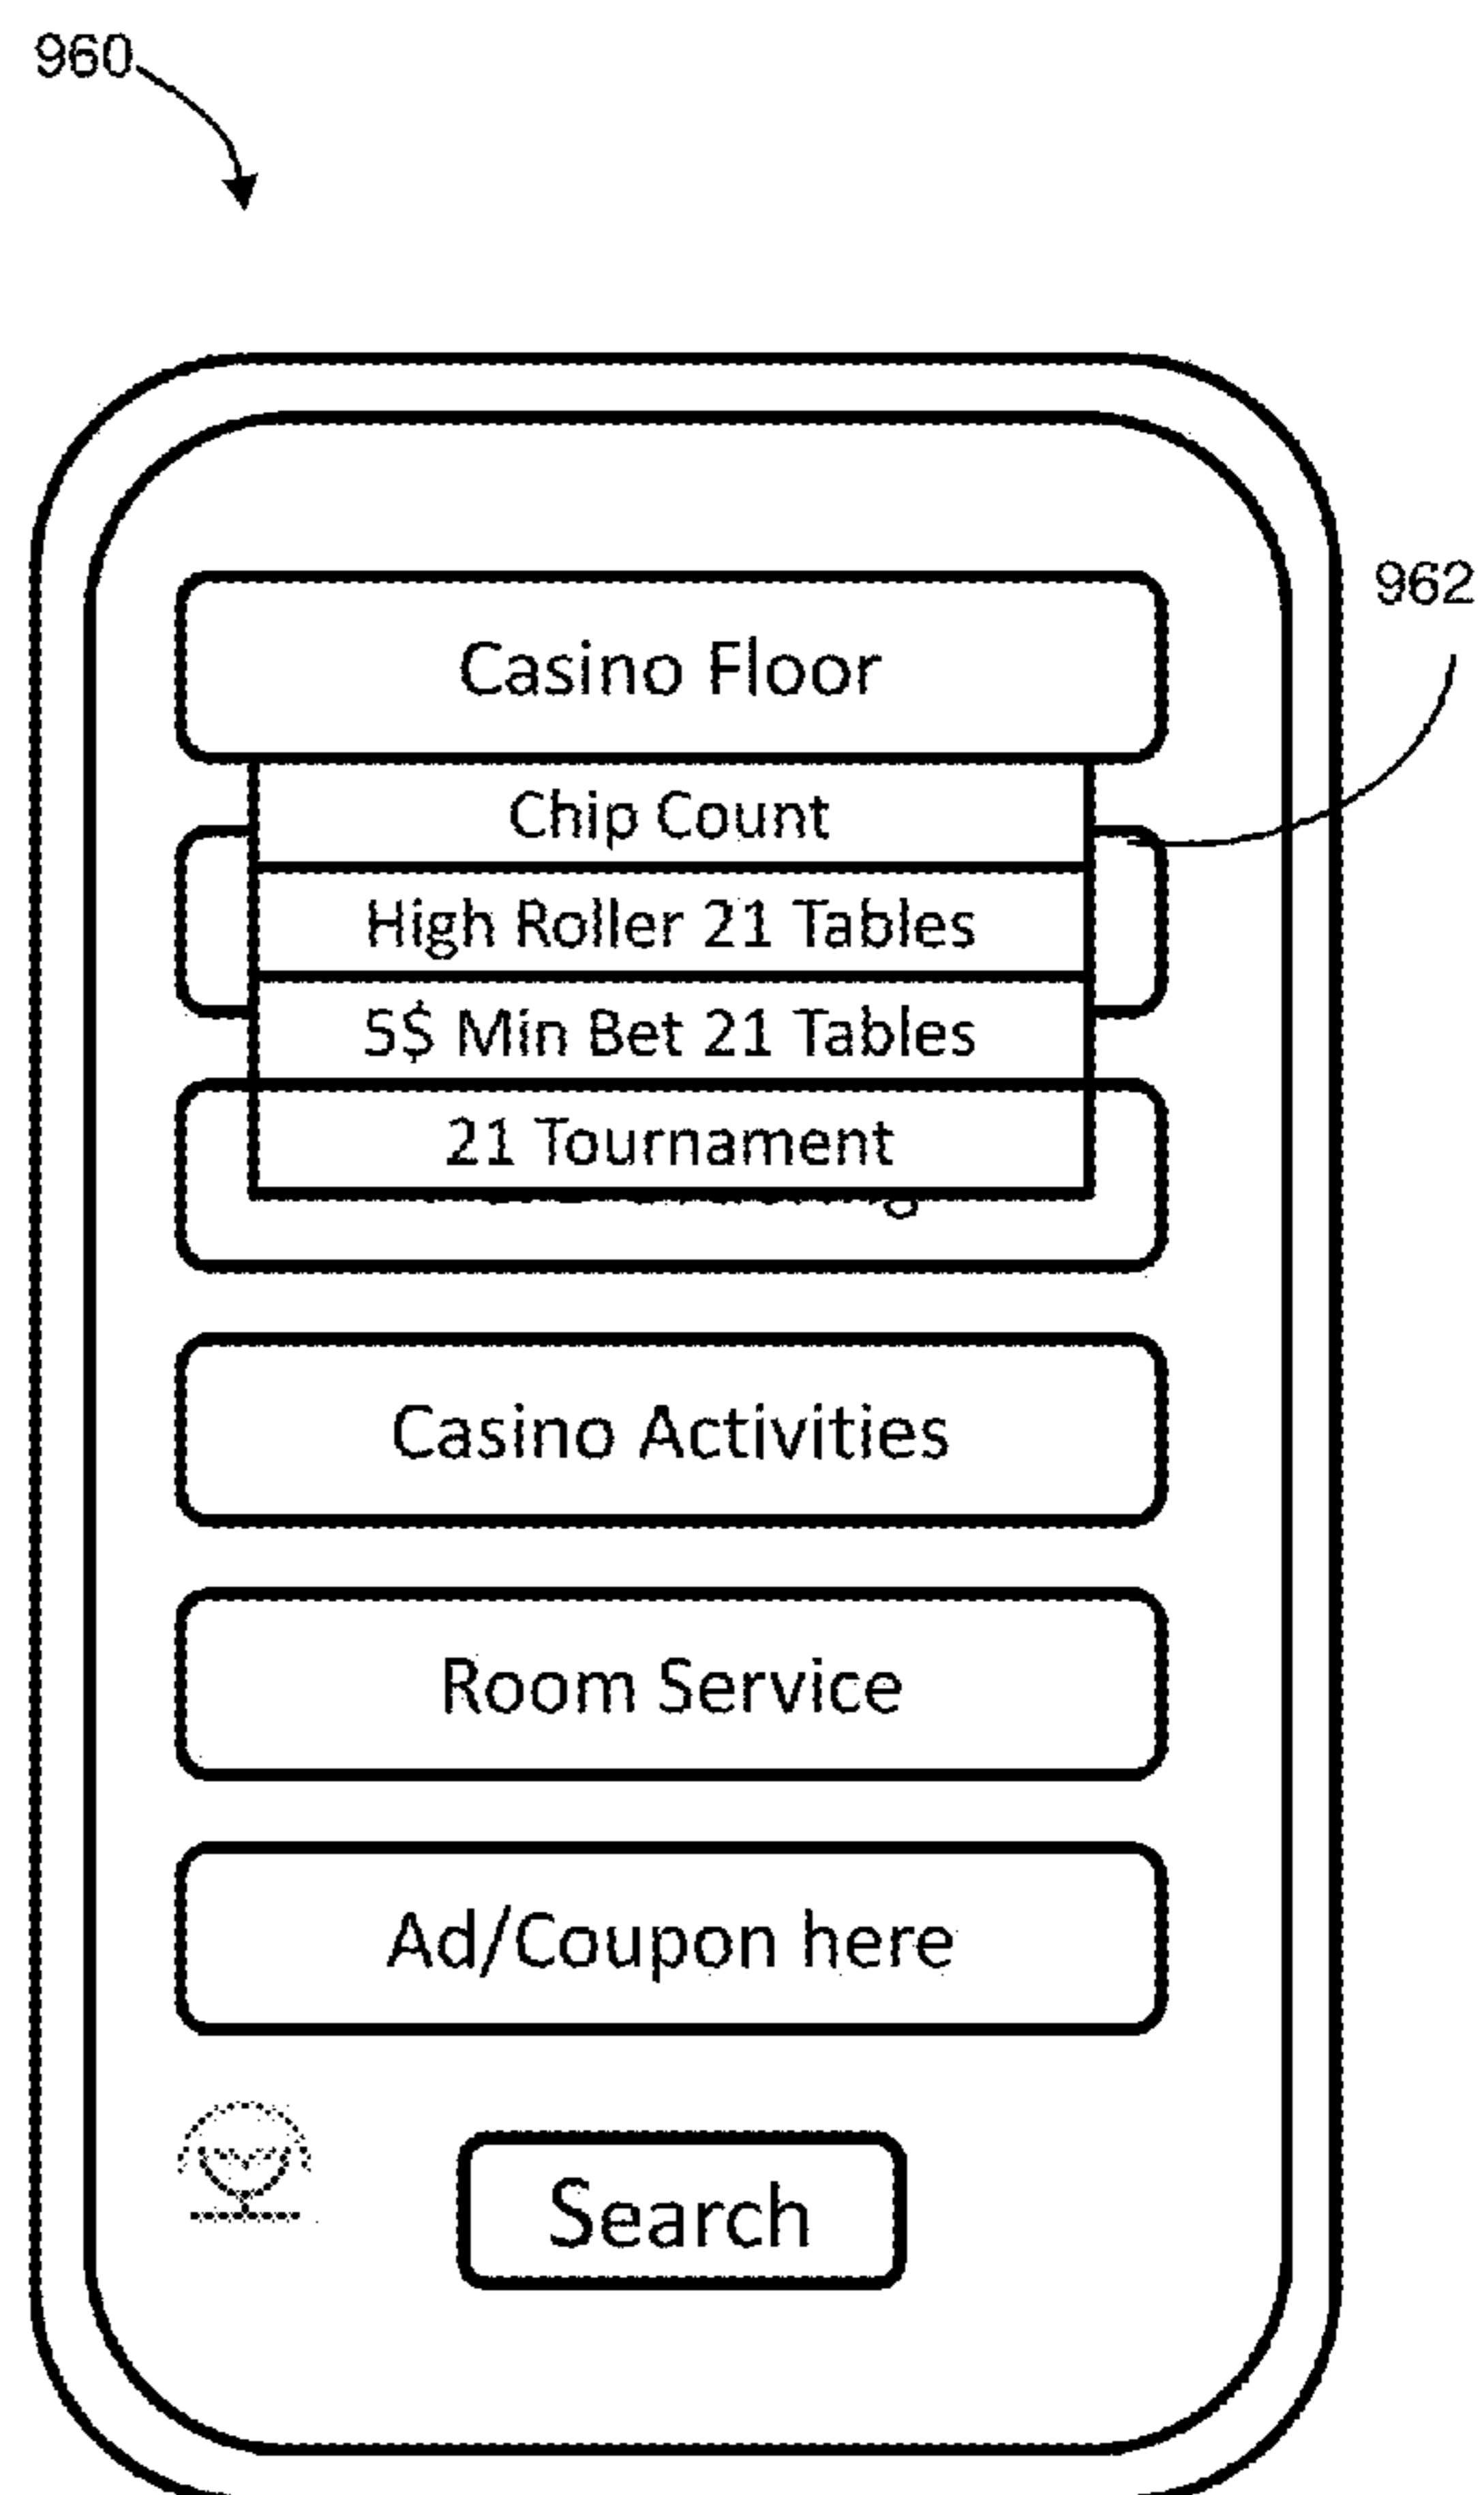 960
962
Casino Floor
Chip Count
High Roller 21 Tables
5$ Min Bet 21 Tables
21 Tournament
Casino Activities
Room Service
Ad/Coupon here
Search